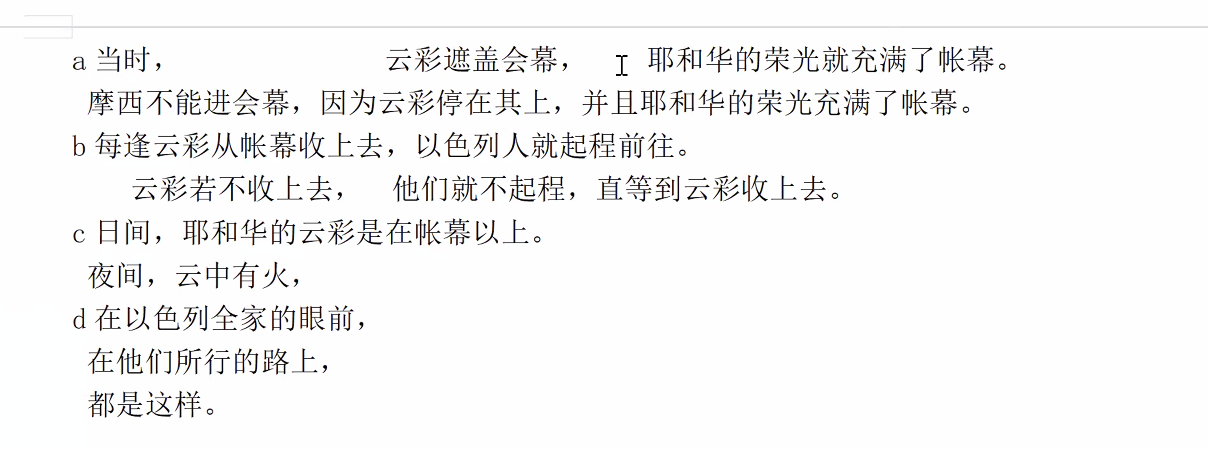 a 当时， 云彩遮盖会幕， 耶和华的荣光就充满了帐幕。
摩西不能进会幕，因为云彩停在其上，并且耶和华的荣光充满了帐幕。
b 每逢云彩从帐幕收上去，以色列人就起程前往。
云彩若不收上去， 他们就不起程，直等到云彩收上去。
c 日间，耶和华的云彩是在帐幕以上。
夜间，云中有火，
d 在以色列全家的眼前，
在他们所行的路上，
都是这样。